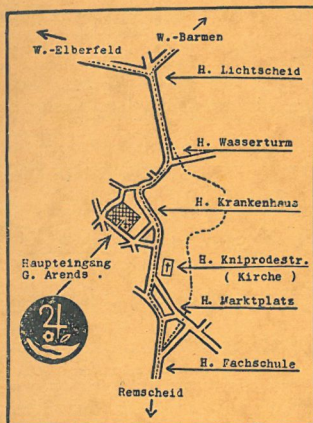 W.-Barmen
W.-Elberfeld
H. Lichtscheid
H. Wasserturm
H. Krankenhaus
Haupteingang
G. Arends .
H. Kniprodestr.
( Kirche )
H. Marktplatz
H. Fachschule
Remscheid